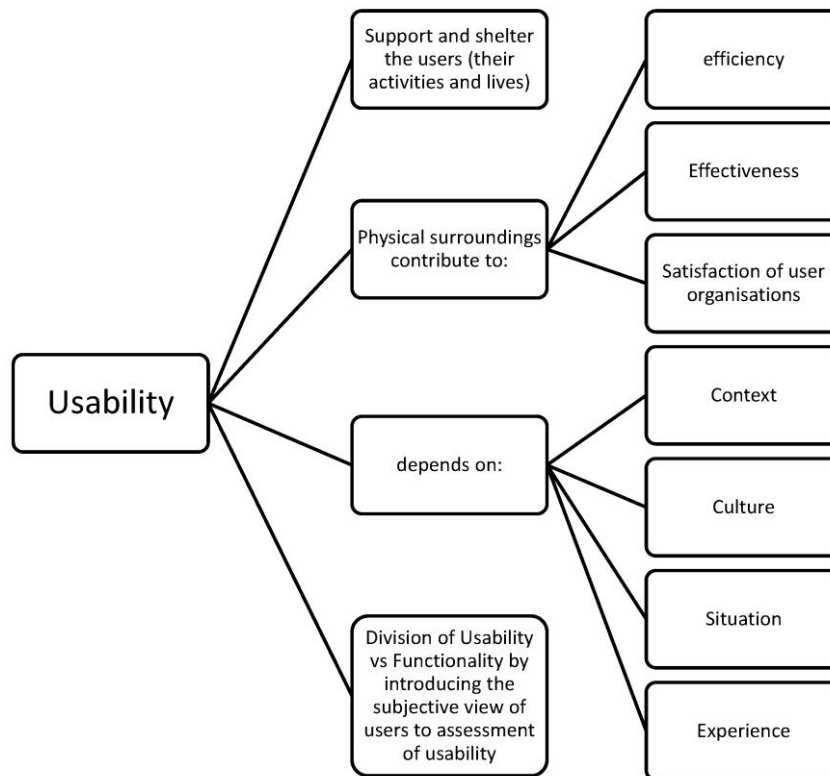 Usability
Support and shelter
the users (their
activities and lives)
Physical surroundings
contribute to:
efficiency
Effectiveness
Satisfaction of user
organisations
depends on:
Context
Culture
Situation
Experience
Division of Usability
vs Functionality by
introducing the
subjective view of
users to assessment
of usability